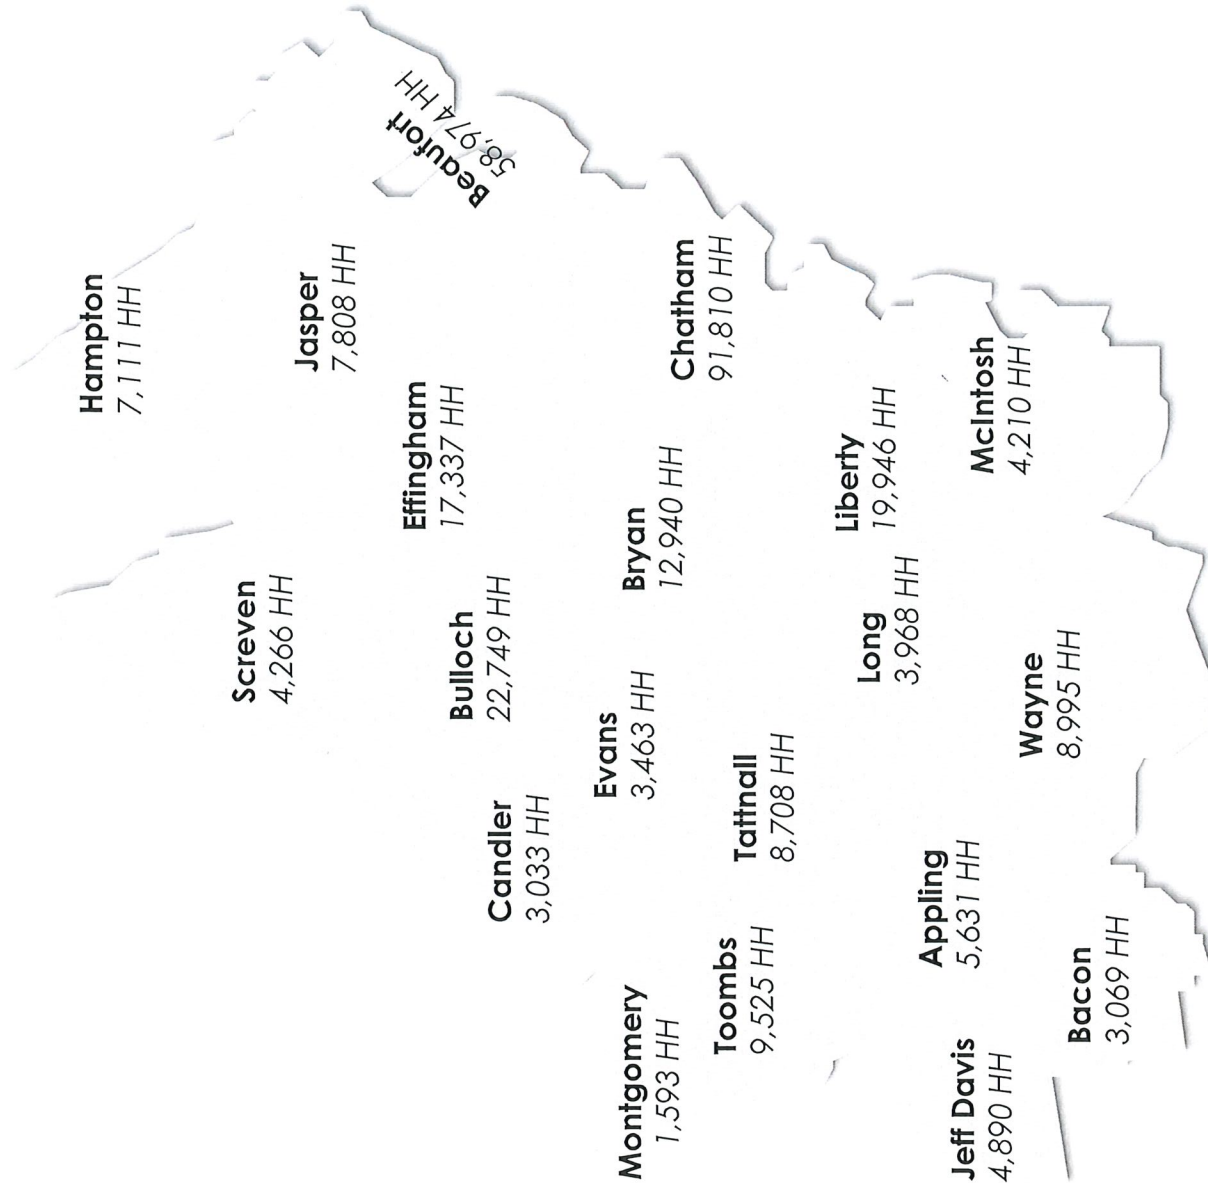 Hampton
7,111 HH
Jasper
7,808 HH
Beaufort
58,974 HH
Screven
4,266 HH
Effingham
17,337 HH
Bulloch
22,749 HH
Candler
3,033 HH
Evans
3,463 HH
Bryan
12,940 HH
Chatham
91,810 HH
Montgomery
1,593 HH
Toombs
9,525 HH
Tattnall
8,708 HH
Long
3,968 HH
Liberty
19,946 HH
McIntosh
4,210 HH
Jeff Davis
4,890 HH
Appling
5,631 HH
Wayne
8,995 HH
Bacon
3,069 HH